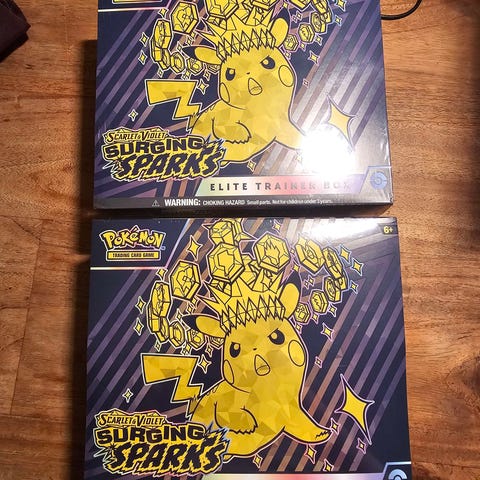 SCARLET & VIOLET
SURGING
SPARKS
ELITE TRAINER BOX
WARNING: CHOKING HAZARD Small parts. Not for children under 3 years.
POKÉMON
TRADING CARD GAME
6+
SCARLET & VIOLET
SURGING
SPARKS